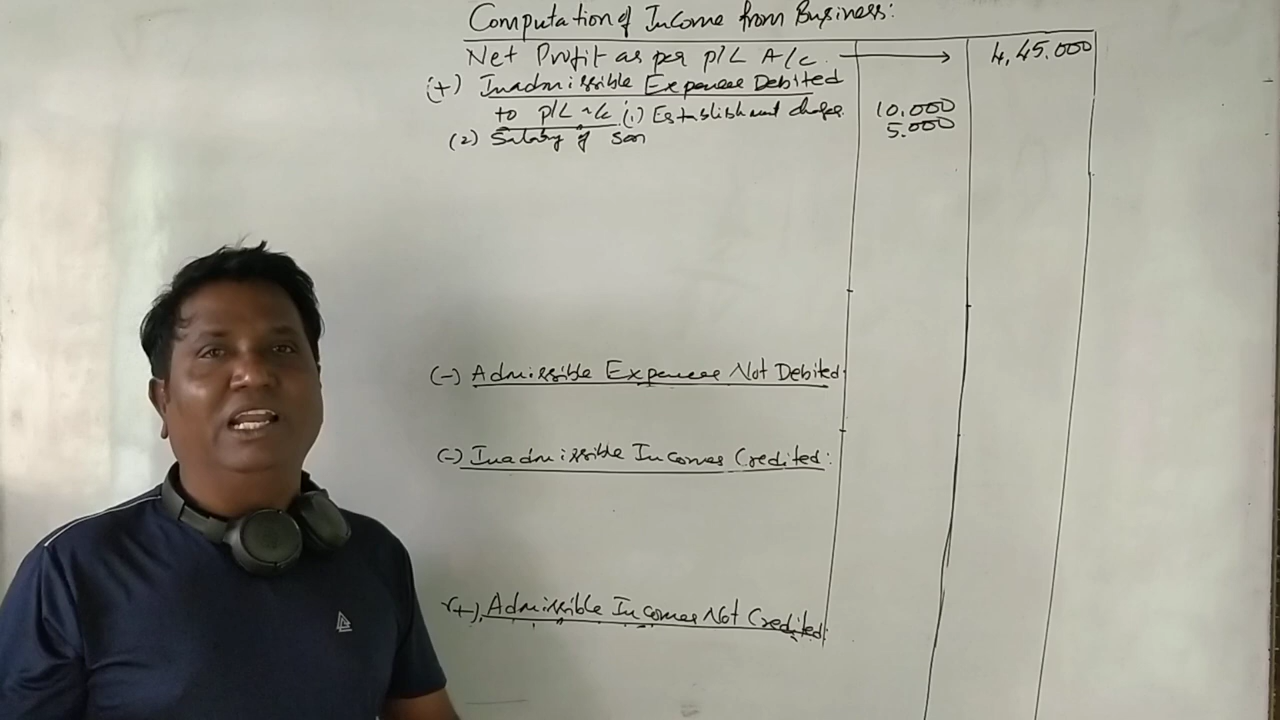 Computation of Income from Business:
Net Profit as per P/L A/c. 4,45,000
(+) Inadmissible Expenses Debited
to P/L A/c (1) Establishment charges 10,000
(2) Salary of Son 5,000
(-) Admissible Expenses Not Debited
(-) Inadmissible Incomes Credited:
(+) Admissible Incomes Not Credited: